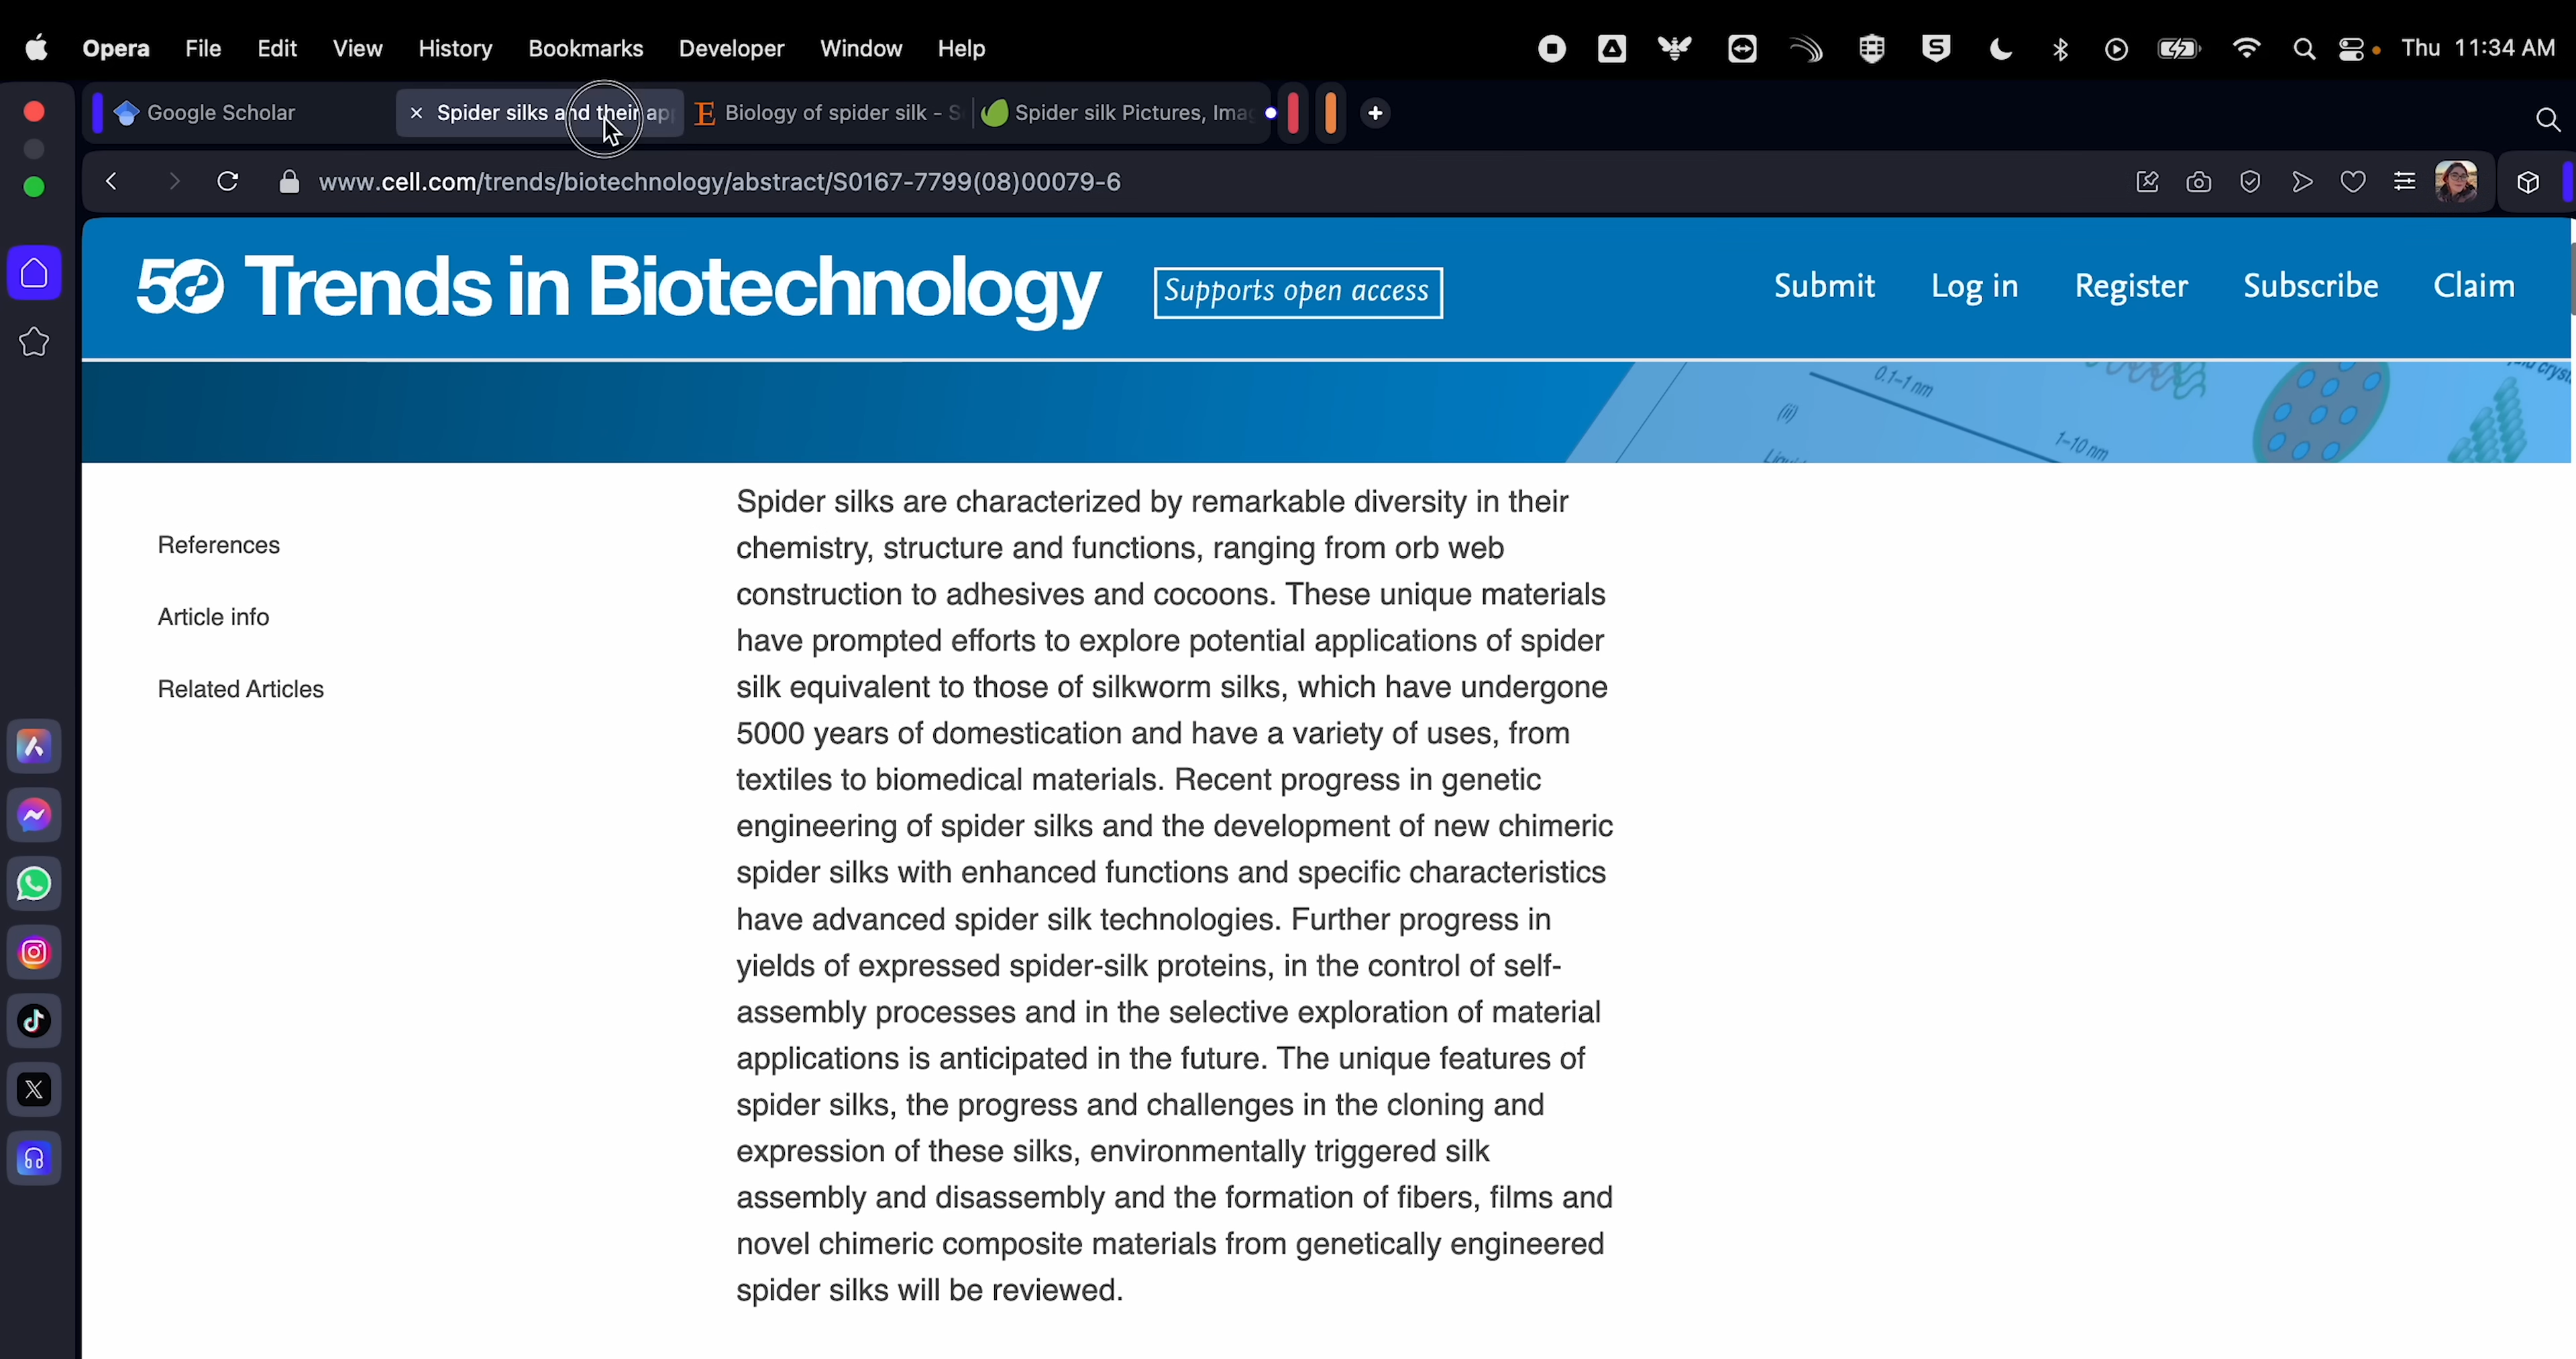 Opera File Edit View History Bookmarks Developer Window Help Thu 11:34 AM
Google Scholar Spider silks and their app Biology of spider silk - S Spider silk Pictures, Imag
www.cell.com/trends/biotechnology/abstract/S0167-7799(08)00079-6
50 Trends in Biotechnology Supports open access Submit Log in Register Subscribe Claim
0.1–1 nm
(ii)
1–10 nm
References
Article info
Related Articles
Spider silks are characterized by remarkable diversity in their
chemistry, structure and functions, ranging from orb web
construction to adhesives and cocoons. These unique materials
have prompted efforts to explore potential applications of spider
silk equivalent to those of silkworm silks, which have undergone
5000 years of domestication and have a variety of uses, from
textiles to biomedical materials. Recent progress in genetic
engineering of spider silks and the development of new chimeric
spider silks with enhanced functions and specific characteristics
have advanced spider silk technologies. Further progress in
yields of expressed spider-silk proteins, in the control of self-
assembly processes and in the selective exploration of material
applications is anticipated in the future. The unique features of
spider silks, the progress and challenges in the cloning and
expression of these silks, environmentally triggered silk
assembly and disassembly and the formation of fibers, films and
novel chimeric composite materials from genetically engineered
spider silks will be reviewed.